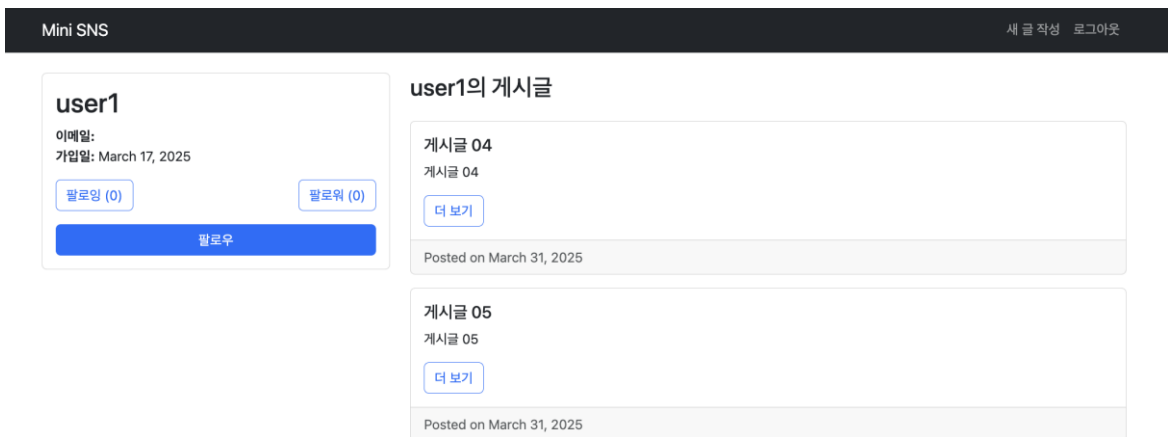 Mini SNS
새 글 작성 로그아웃
user1
이메일:
가입일: March 17, 2025
팔로잉 (0)
팔로워 (0)
팔로우
user1의 게시글
게시글 04
게시글 04
더 보기
Posted on March 31, 2025
게시글 05
게시글 05
더 보기
Posted on March 31, 2025